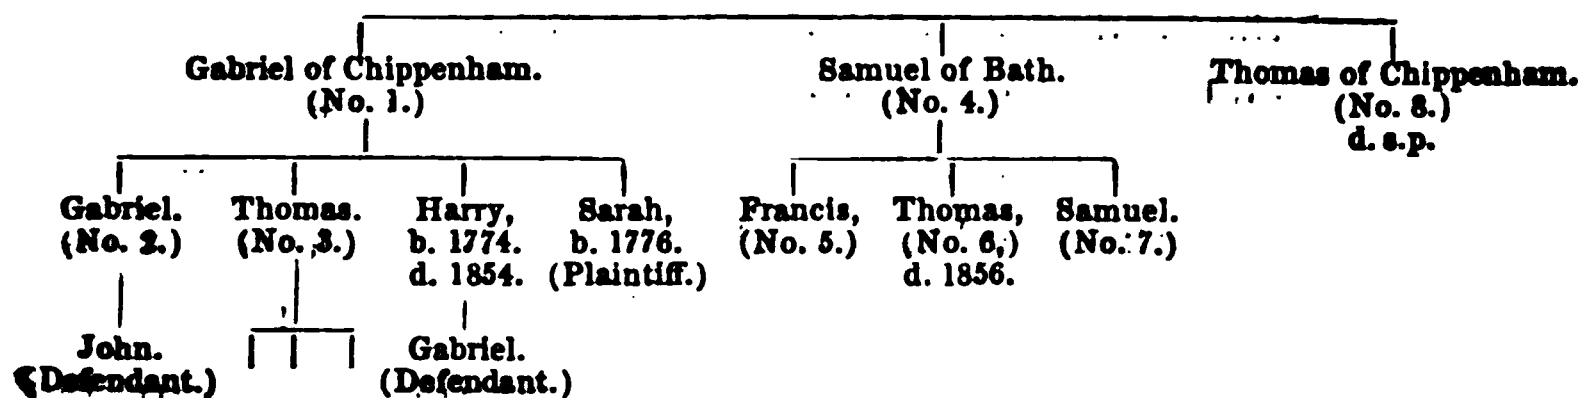 Gabriel of Chippenham. Samuel of Bath. Thomas of Chippenham.
(No. 1.) (No. 4.) (No. 8.)
d. s.p.
Gabriel. Thomas. Harry, Sarah, Francis, Thomas, Samuel.
(No. 2.) (No. 3.) b. 1774. b. 1776. (No. 5.) (No. 6,) (No. 7.)
d. 1854. (Plaintiff.) d. 1856.
John. Gabriel.
(Defendant.) (Defendant.)